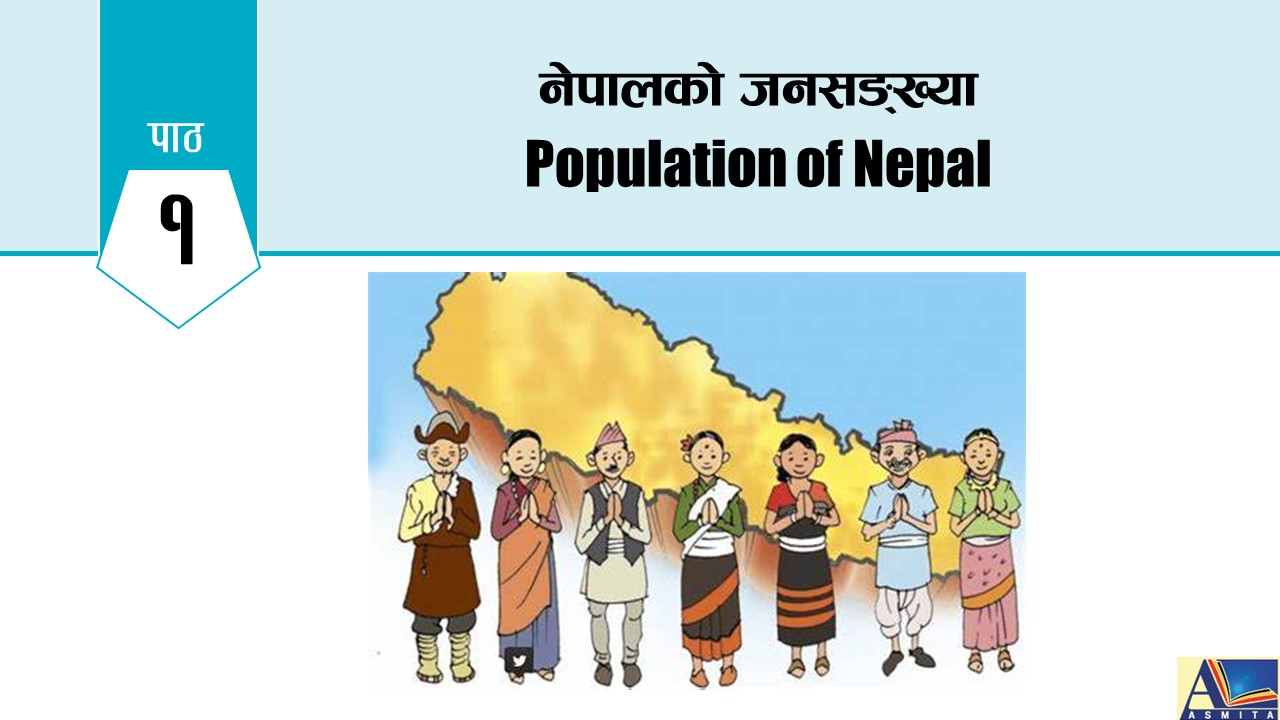 पाठ
१
नेपालको जनसङ्ख्या
Population of Nepal
ASMITA